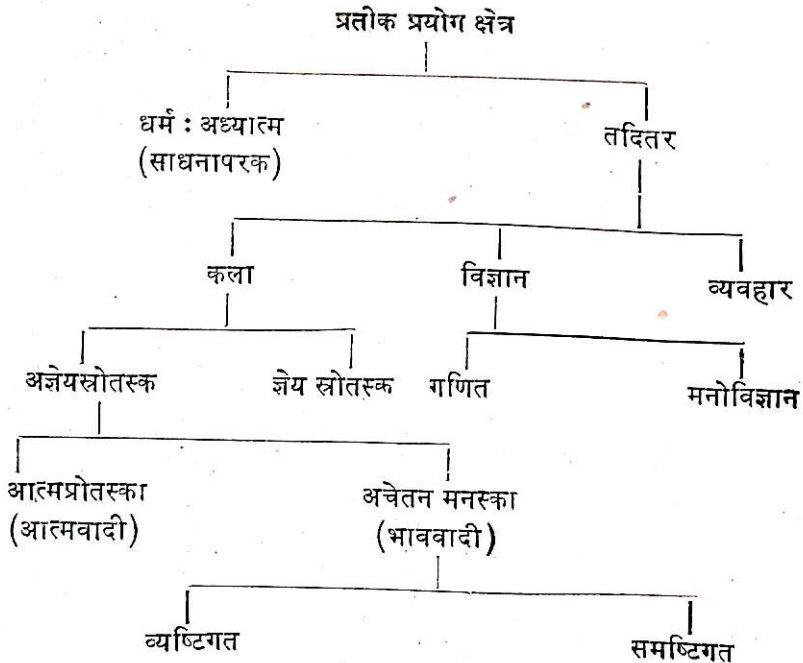 प्रतीक प्रयोग क्षेत्र
धर्म : अध्यात्म
(साधनापरक)
तदितर
कला
विज्ञान
व्यवहार
अज्ञेयस्रोतस्क
ज्ञेय स्रोतस्क
गणित
मनोविज्ञान
आत्मप्रोतस्का
(आत्मवादी)
अचेतन मनस्का
(भाववादी)
व्यष्टिगत
समष्टिगत